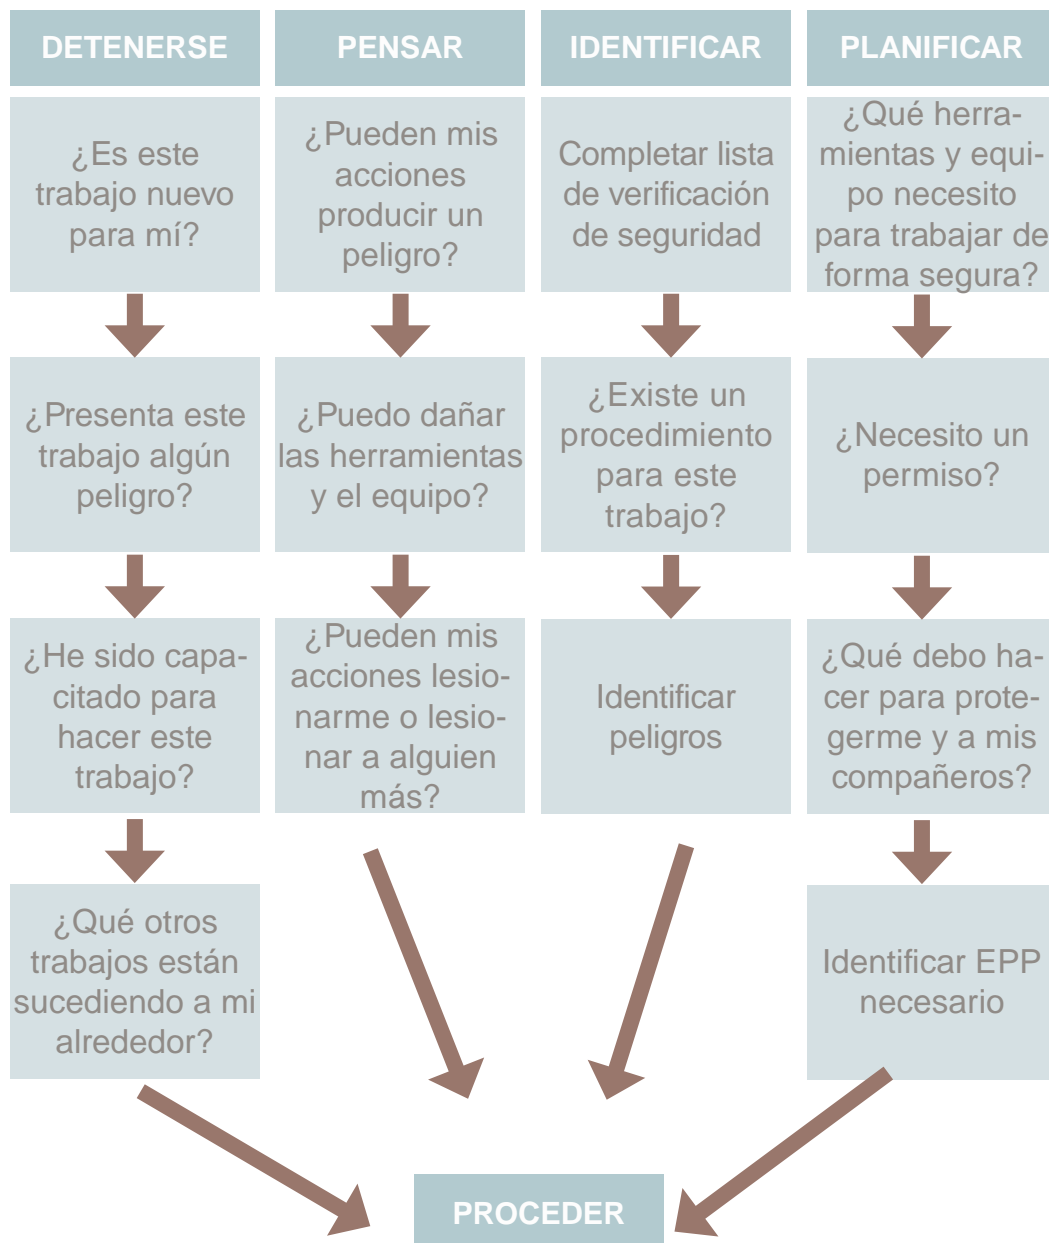 DETENERSE
¿Es este
trabajo nuevo
para mí?
¿Presenta este
trabajo algún
peligro?
¿He sido capa-
citado para
hacer este
trabajo?
¿Qué otros
trabajos están
sucediendo a mi
alrededor?
PENSAR
¿Pueden mis
acciones
producir un
peligro?
¿Puedo dañar
las herramientas
y el equipo?
¿Pueden mis
acciones lesio-
narme o lesio-
nar a alguien
más?
IDENTIFICAR
Completar lista
de verificación
de seguridad
¿Existe un
procedimiento
para este
trabajo?
Identificar
peligros
PLANIFICAR
¿Qué herra-
mientas y equi-
po necesito
para trabajar de
forma segura?
¿Necesito un
permiso?
¿Qué debo ha-
cer para prote-
germe y a mis
compañeros?
Identificar EPP
necesario
PROCEDER